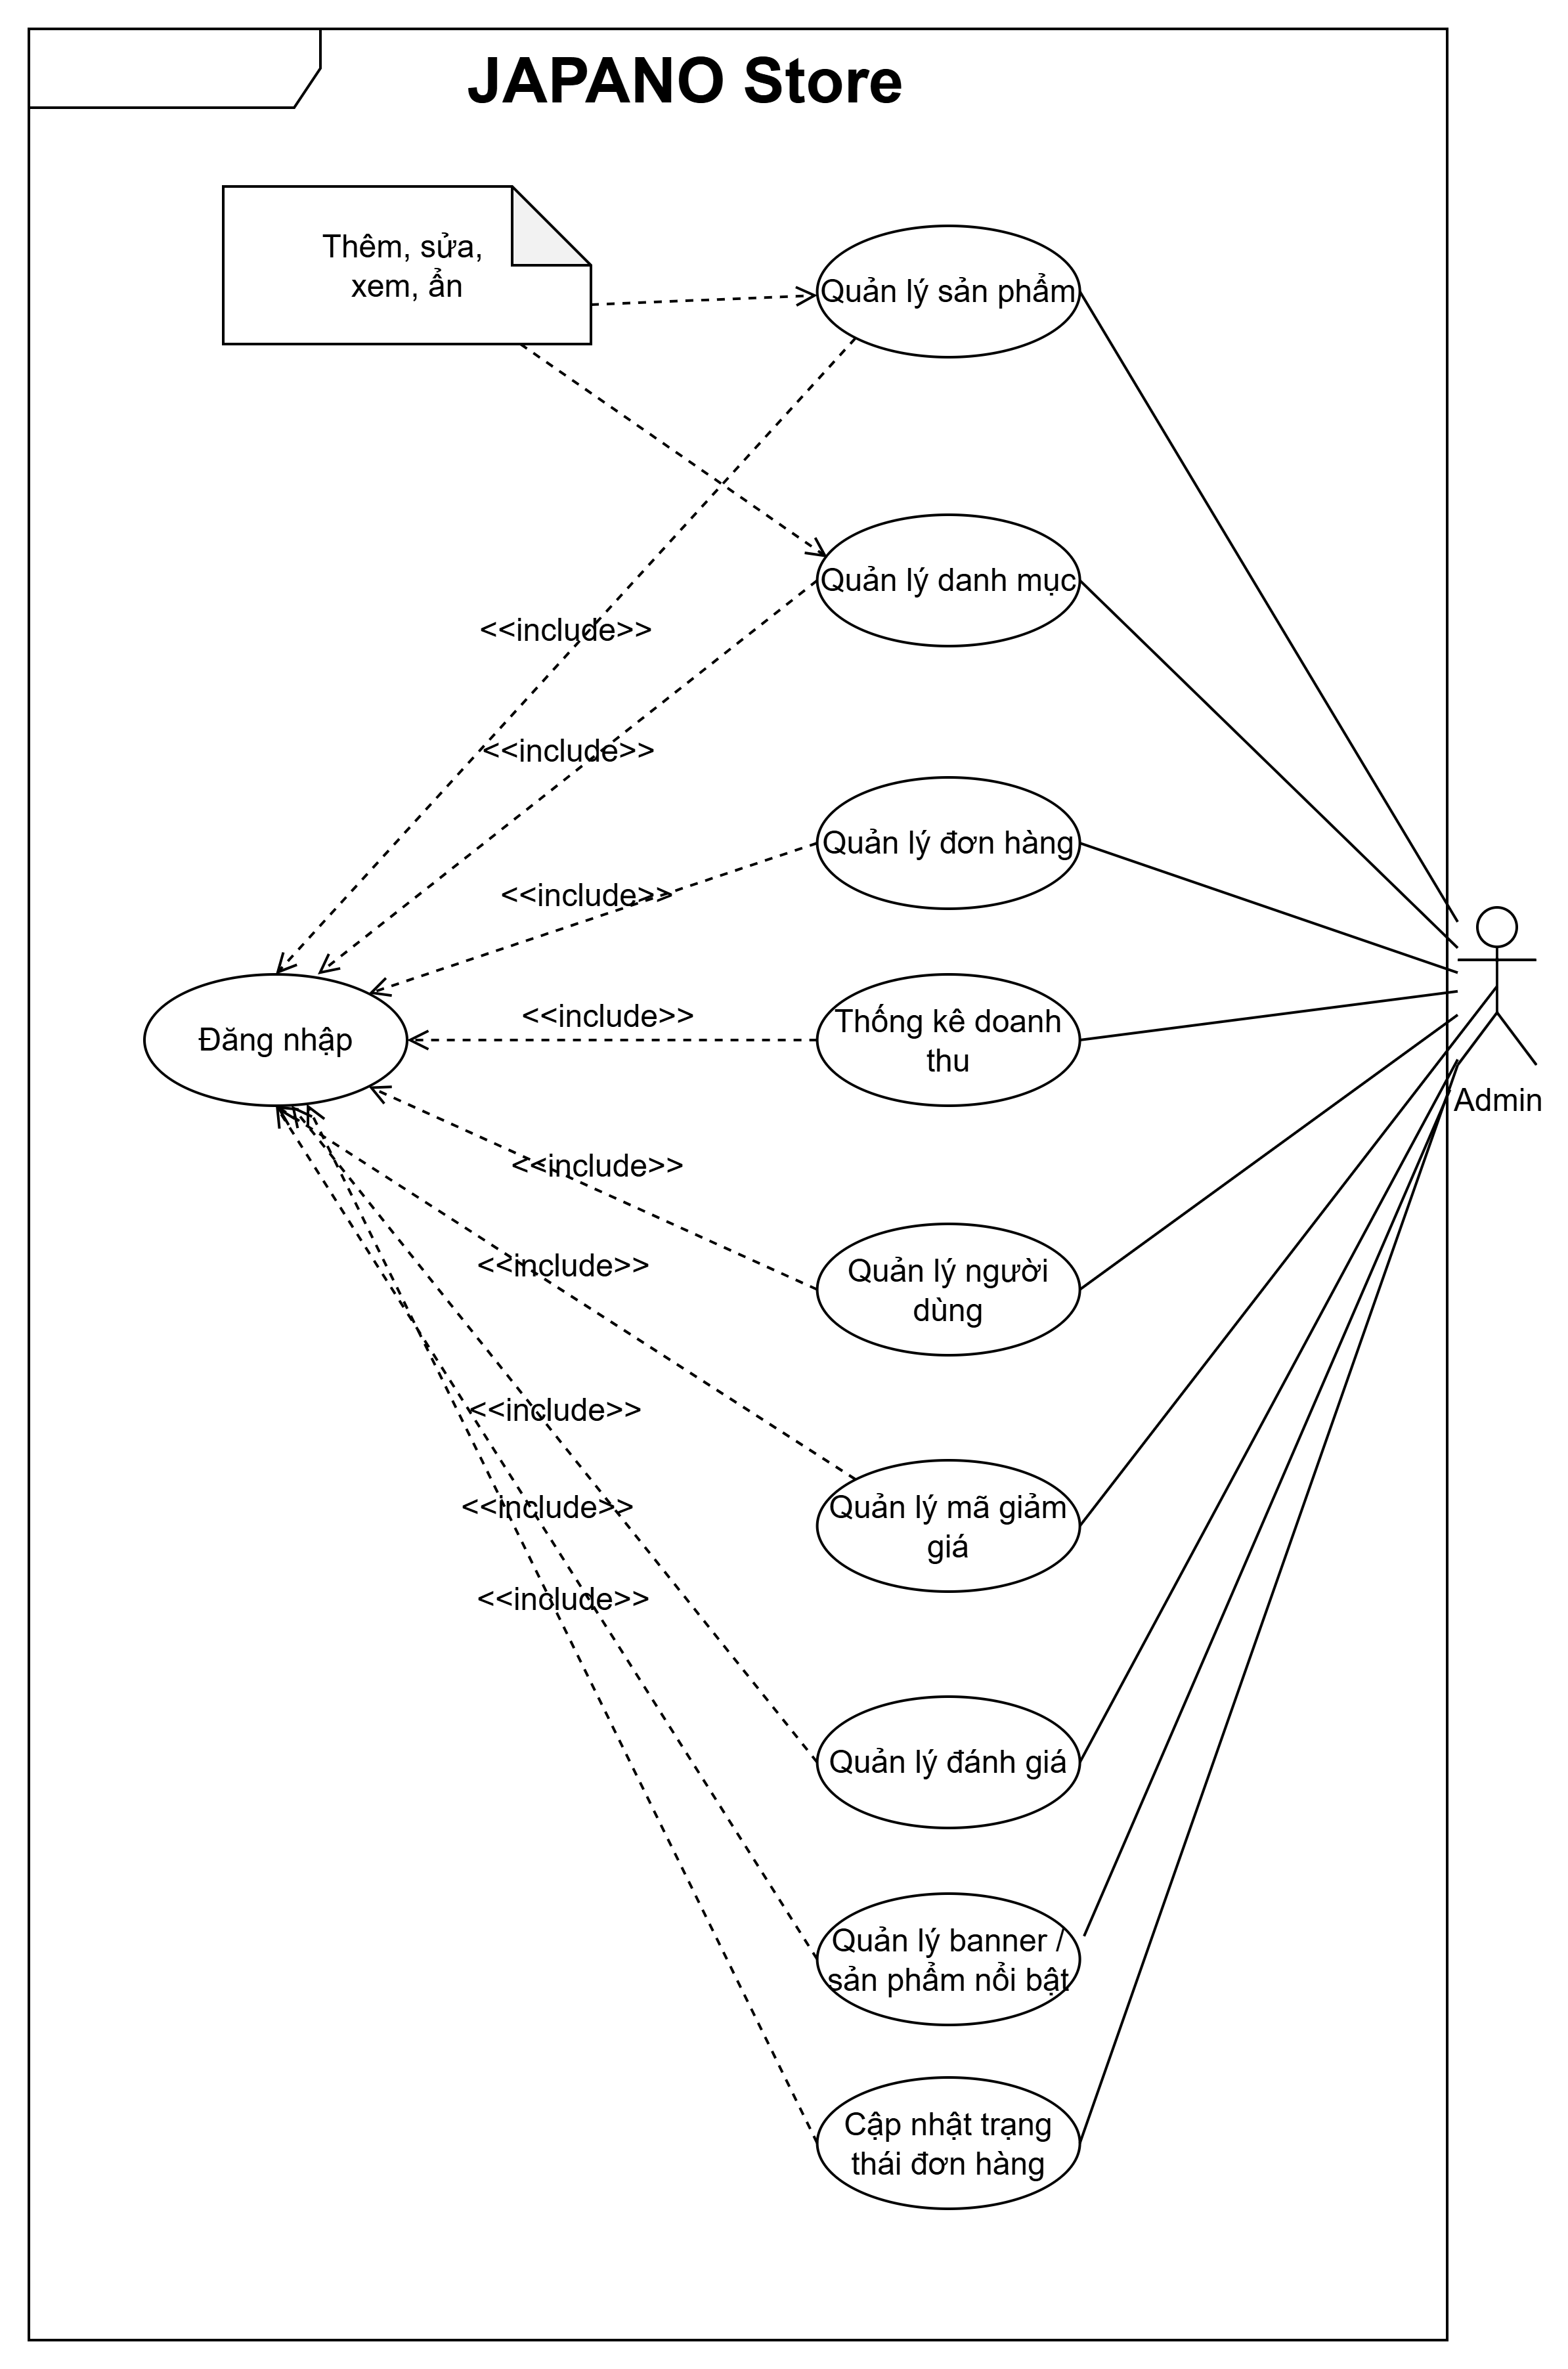 JAPANO Store
Thêm, sửa,
xem, ẩn
Quản lý sản phẩm
Quản lý danh mục
<<include>>
<<include>>
Quản lý đơn hàng
<<include>>
Đăng nhập
<<include>>
Thống kê doanh
thu
Admin
<<include>>
Quản lý người
dùng
<<include>>
<<include>>
Quản lý mã giảm
giá
<<include>>
<<include>>
Quản lý đánh giá
Quản lý banner /
sản phẩm nổi bật
Cập nhật trạng
thái đơn hàng